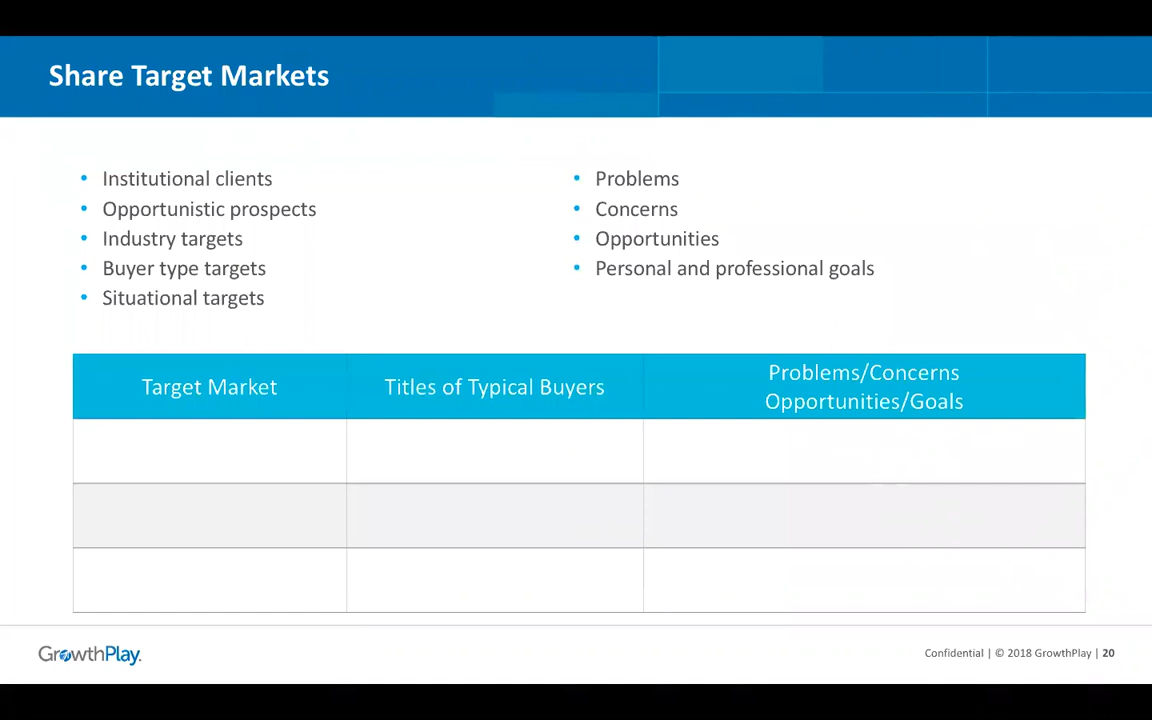 Share Target Markets
• Institutional clients
• Opportunistic prospects
• Industry targets
• Buyer type targets
• Situational targets
• Problems
• Concerns
• Opportunities
• Personal and professional goals
Target Market
Titles of Typical Buyers
Problems/Concerns
Opportunities/Goals
GrowthPlay.
Confidential | © 2018 GrowthPlay | 20